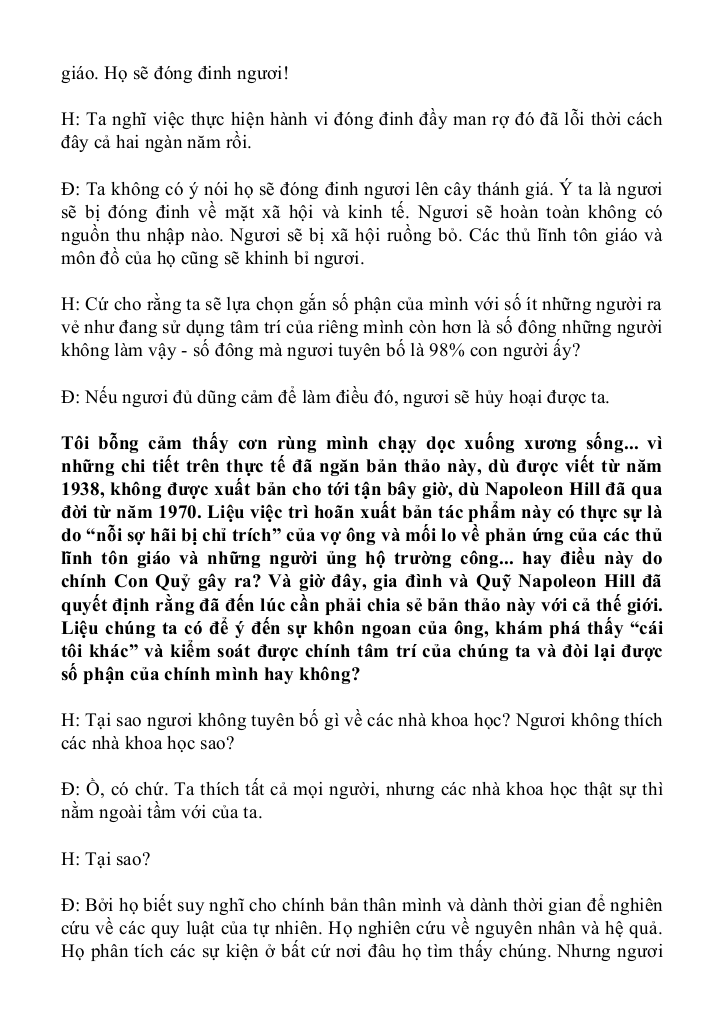 giáo. Họ sẽ đóng đinh ngươi!
H: Ta nghĩ việc thực hiện hành vi đóng đinh đầy man rợ đó đã lỗi thời cách
đây cả hai ngàn năm rồi.
Đ: Ta không có ý nói họ sẽ đóng đinh ngươi lên cây thánh giá. Ý ta là ngươi
sẽ bị đóng đinh về mặt xã hội và kinh tế. Ngươi sẽ hoàn toàn không có
nguồn thu nhập nào. Ngươi sẽ bị xã hội ruồng bỏ. Các thủ lĩnh tôn giáo và
môn đồ của họ cũng sẽ khinh bỉ ngươi.
H: Cứ cho rằng ta sẽ lựa chọn gắn số phận của mình với số ít những người ra
vẻ như đang sử dụng tâm trí của riêng mình còn hơn là số đông những người
không làm vậy - số đông mà ngươi tuyên bố là 98% con người ấy?
Đ: Nếu ngươi đủ dũng cảm để làm điều đó, ngươi sẽ hủy hoại được ta.
Tôi bỗng cảm thấy cơn rùng mình chạy dọc xuống xương sống... vì
những chi tiết trên thực tế đã ngăn bản thảo này, dù được viết từ năm
1938, không được xuất bản cho tới tận bây giờ, dù Napoleon Hill đã qua
đời từ năm 1970. Liệu việc trì hoãn xuất bản tác phẩm này có thực sự là
do “nỗi sợ hãi bị chỉ trích” của vợ ông và mối lo về phản ứng của các thủ
lĩnh tôn giáo và những người ủng hộ trường công... hay điều này do
chính Con Quỷ gây ra? Và giờ đây, gia đình và Quỹ Napoleon Hill đã
quyết định rằng đã đến lúc cần phải chia sẻ bản thảo này với cả thế giới.
Liệu chúng ta có để ý đến sự khôn ngoan của ông, khám phá thấy “cái
tôi khác” và kiểm soát được chính tâm trí của chúng ta và đòi lại được
số phận của chính mình hay không?
H: Tại sao ngươi không tuyên bố gì về các nhà khoa học? Ngươi không thích
các nhà khoa học sao?
Đ: Ồ, có chứ. Ta thích tất cả mọi người, nhưng các nhà khoa học thật sự thì
nằm ngoài tầm với của ta.
H: Tại sao?
Đ: Bởi họ biết suy nghĩ cho chính bản thân mình và dành thời gian để nghiên
cứu về các quy luật của tự nhiên. Họ nghiên cứu về nguyên nhân và hệ quả.
Họ phân tích các sự kiện ở bất cứ nơi đâu họ tìm thấy chúng. Nhưng ngươi